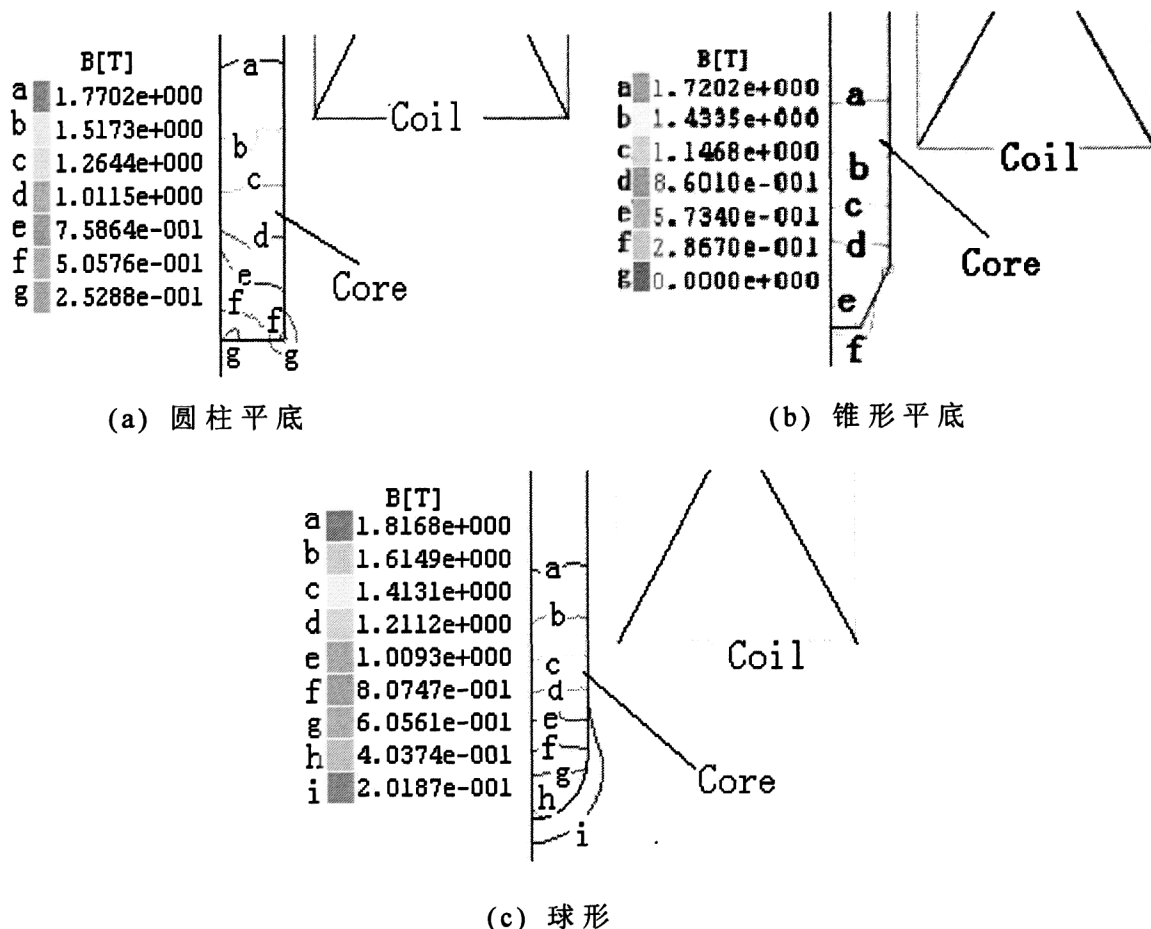 B[T]
a 1.7702e+000
b 1.5173e+000
c 1.2644e+000
d 1.0115e+000
e 7.5864e-001
f 5.0576e-001
g 2.5288e-001
a
b
c
d
e
f
f
g
g
Coil
Core
(a) 圆柱平底
B[T]
a 1.7202e+000
b 1.4335e+000
c 1.1468e+000
d 8.6010e-001
e 5.7340e-001
f 2.8670e-001
g 0.0000e+000
a
b
c
d
e
f
Coil
Core
(b) 锥形平底
B[T]
a 1.8168e+000
b 1.6149e+000
c 1.4131e+000
d 1.2112e+000
e 1.0093e+000
f 8.0747e-001
g 6.0561e-001
h 4.0374e-001
i 2.0187e-001
a
b
c
d
e
f
g
h
i
Coil
Core
(c) 球形